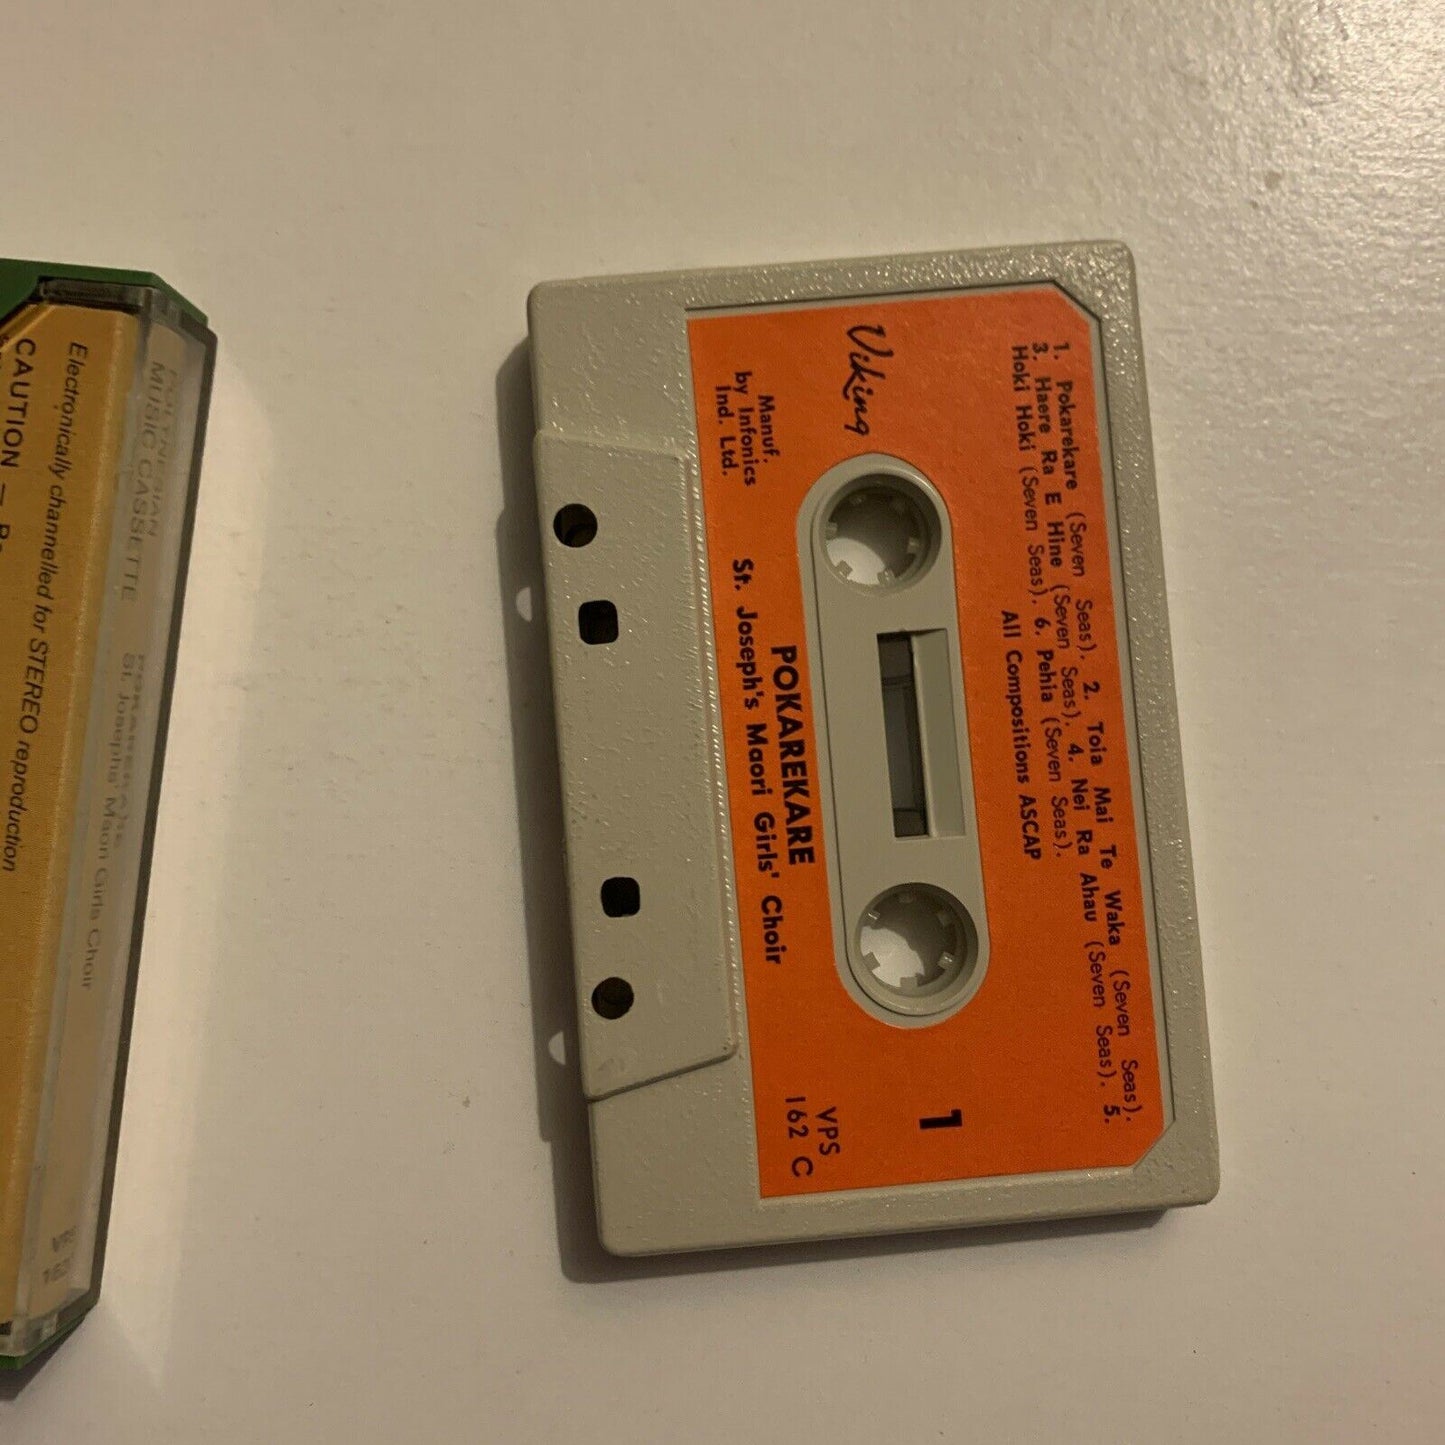 1. Pokarekare (Seven Seas). 2. Toia Mai Te Waka (Seven Seas).
3. Haere Ra E Hine (Seven Seas). 4. Nei Ra Ahau (Seven Seas). 5.
Hoki Hoki (Seven Seas). 6. Pehia (Seven Seas).
All Compositions ASCAP
Viking
1
Manuf.
by Infonics
Ind. Ltd.
POKAREKARE
St. Joseph's Maori Girls' Choir
VPS
162 C
POLYNESIAN
MUSIC CASSETTE
POKAREKARE
St. Josephs' Maori Girls Choir
Electronically channelled for STEREO reproduction
CAUTION —